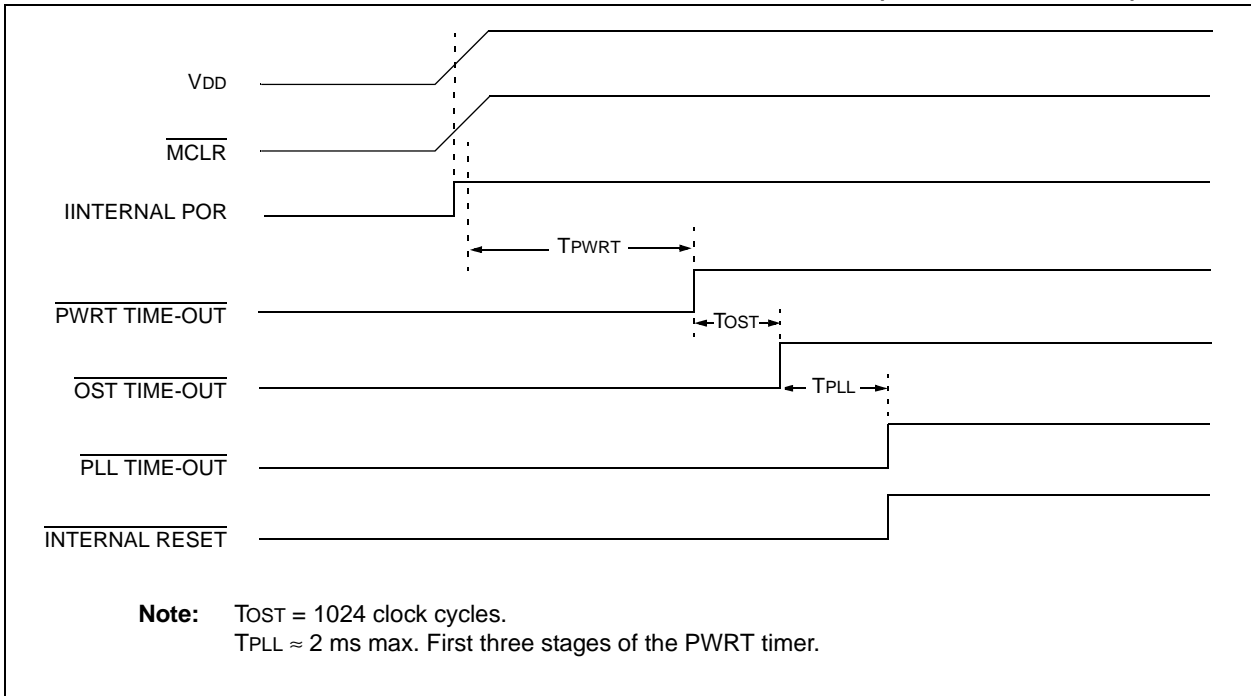 VDD
MCLR
IINTERNAL POR
TPWRT
PWRT TIME-OUT
TOST
OST TIME-OUT
TPLL
PLL TIME-OUT
INTERNAL RESET
Note: TOST = 1024 clock cycles.
TPLL ≈ 2 ms max. First three stages of the PWRT timer.